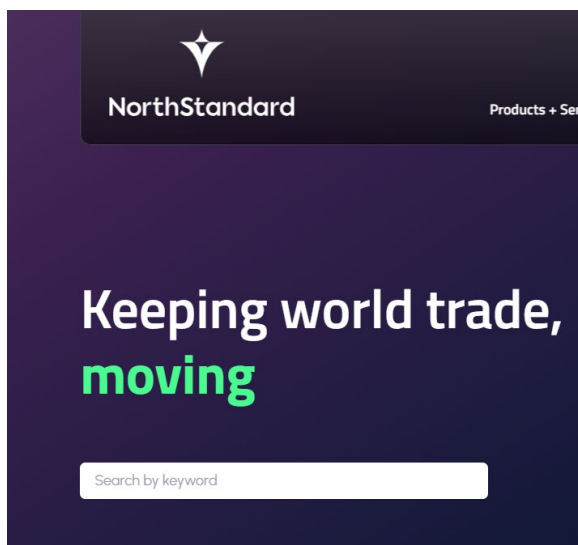 NorthStandard
Products + Ser
Keeping world trade,
moving
Search by keyword